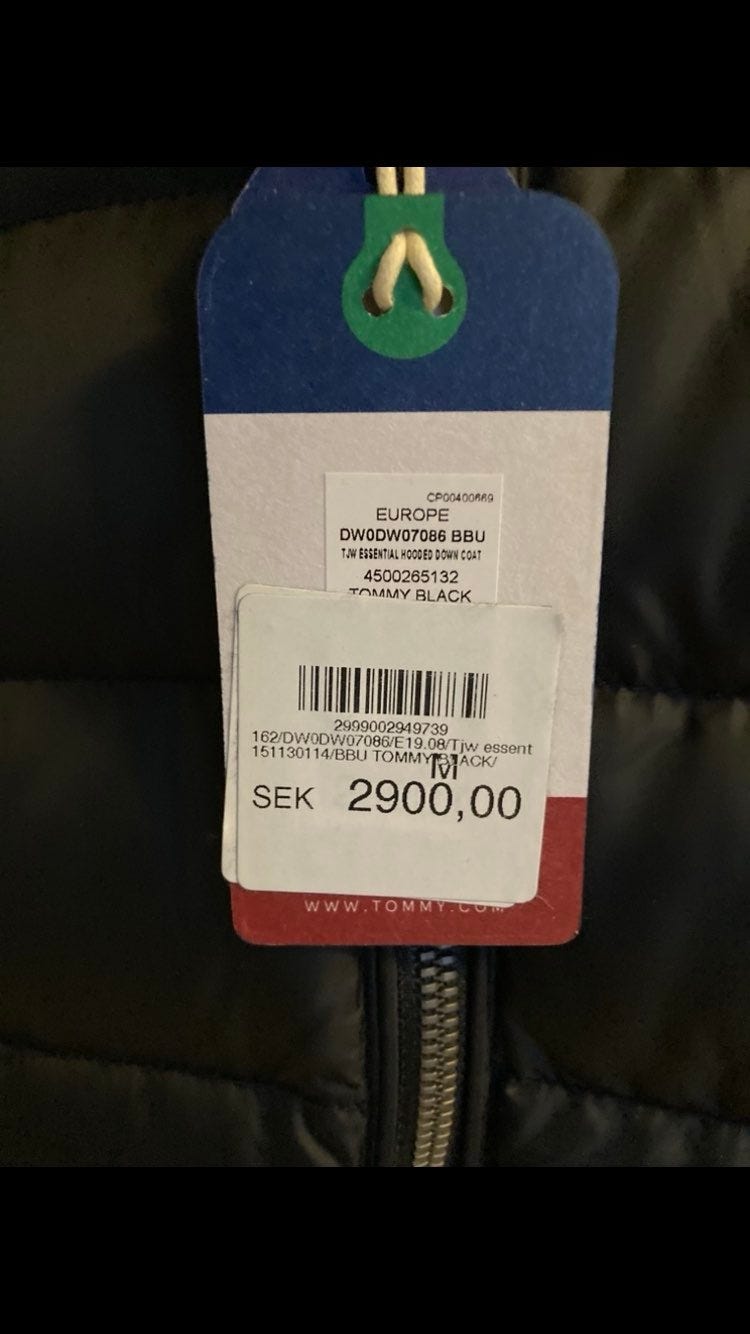 CP00400669
EUROPE
DW0DW07086 BBU
TJW ESSENTIAL HOODED DOWN COAT
4500265132
TOMMY BLACK
2999002949739
162/DW0DW07086/E19.08/Tjw essent
151130114/BBU TOMMY BLACK/
M
SEK 2900,00
WWW.TOMMY.COM